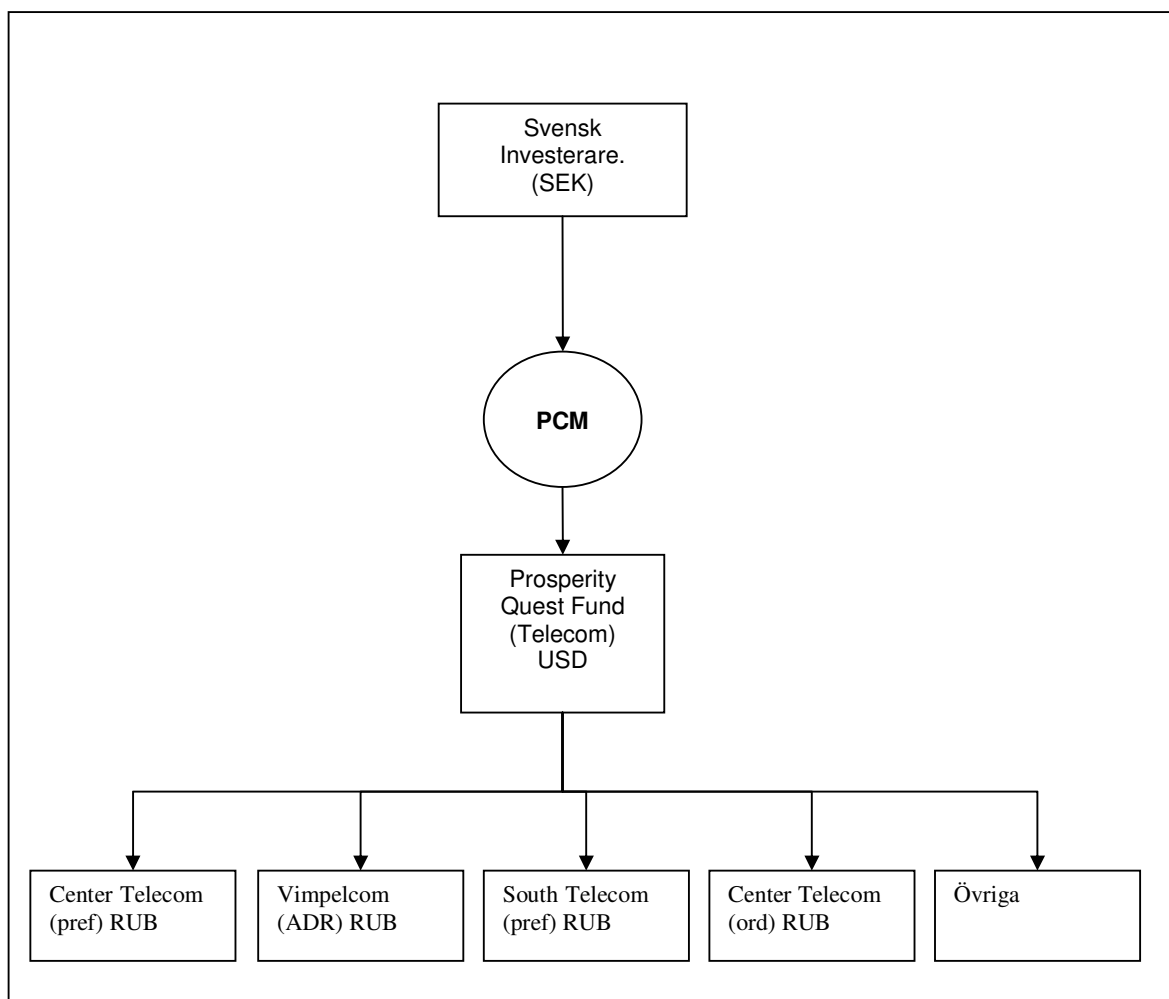 Svensk
Investerare.
(SEK)
PCM
Prosperity
Quest Fund
(Telecom)
USD
Center Telecom
(pref) RUB
Vimpelcom
(ADR) RUB
South Telecom
(pref) RUB
Center Telecom
(ord) RUB
Övriga